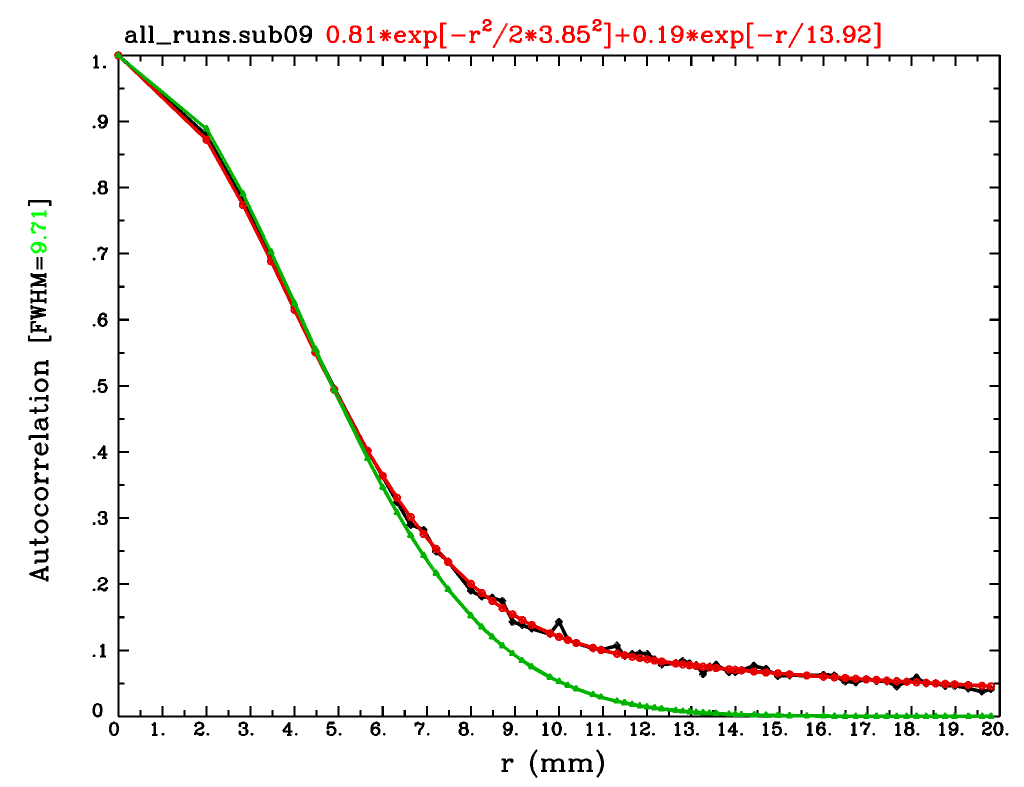 all_runs.sub09 0.81*exp[-r²/2*3.85²]+0.19*exp[-r/13.92]
1.
.9
.8
.7
.6
.5
.4
.3
.2
.1
0
Autocorrelation [FWHM=9.71]
0 1. 2. 3. 4. 5. 6. 7. 8. 9. 10. 11. 12. 13. 14. 15. 16. 17. 18. 19. 20.
r (mm)